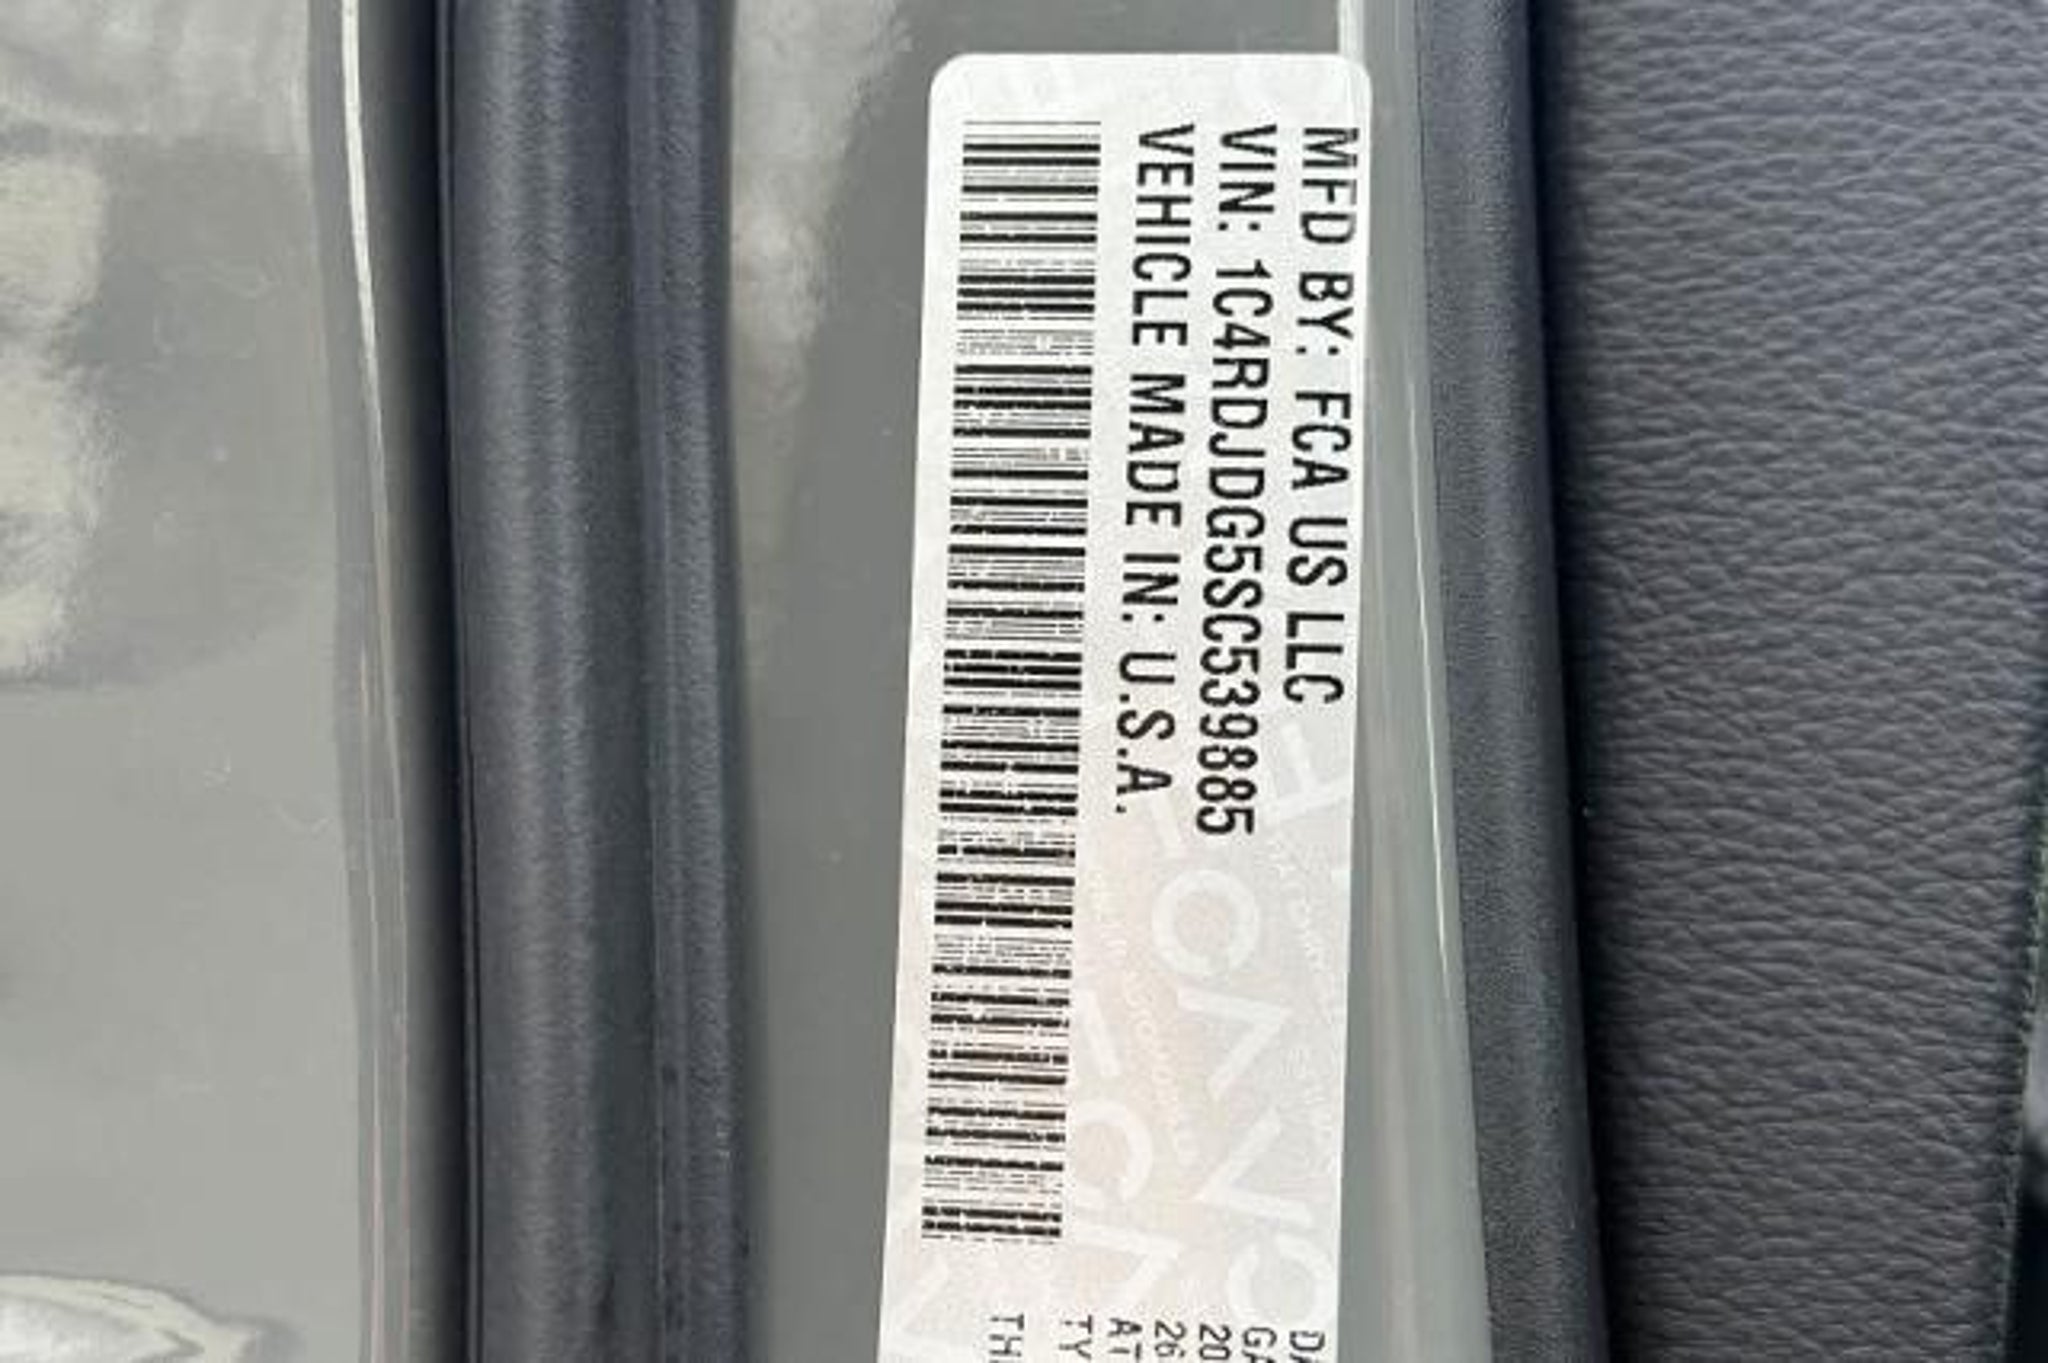 MFD BY: FCA US LLC
VIN: 1C4RDJDG5SC539885
VEHICLE MADE IN: U.S.A.